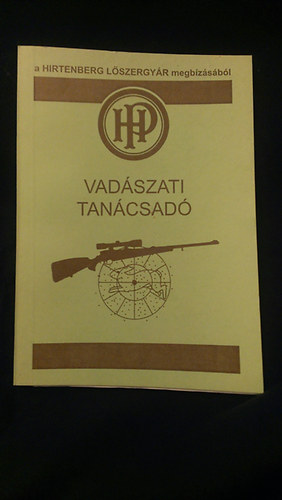 a HIRTENBERG LŐSZERGYÁR megbízásából
HP
VADÁSZATI
TANÁCSADÓ